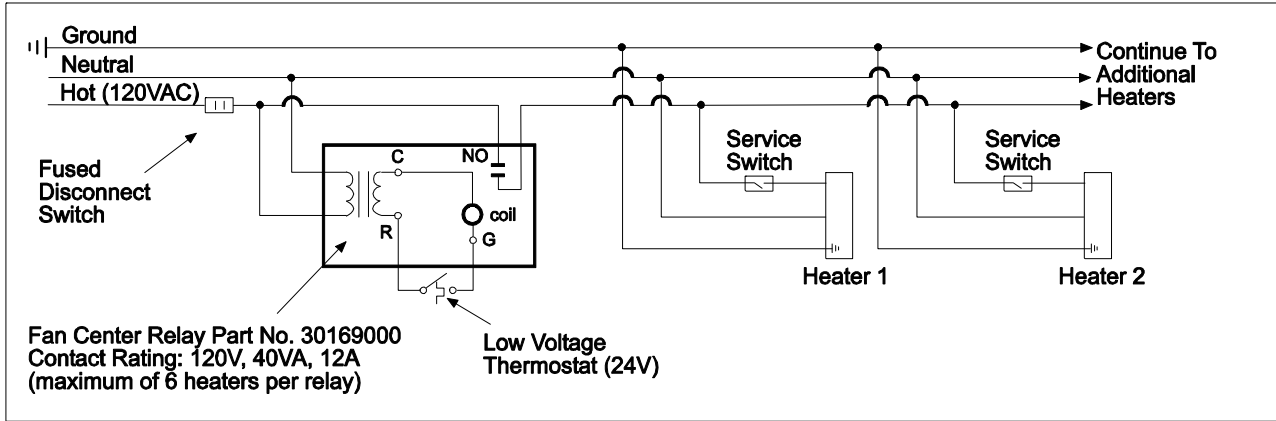 Ground
Neutral
Hot (120VAC)
Continue To
Additional
Heaters
Fused
Disconnect
Switch
C
NO
R
coil
G
Service
Switch
Service
Switch
Heater 1
Heater 2
Fan Center Relay Part No. 30169000
Contact Rating: 120V, 40VA, 12A
(maximum of 6 heaters per relay)
Low Voltage
Thermostat (24V)